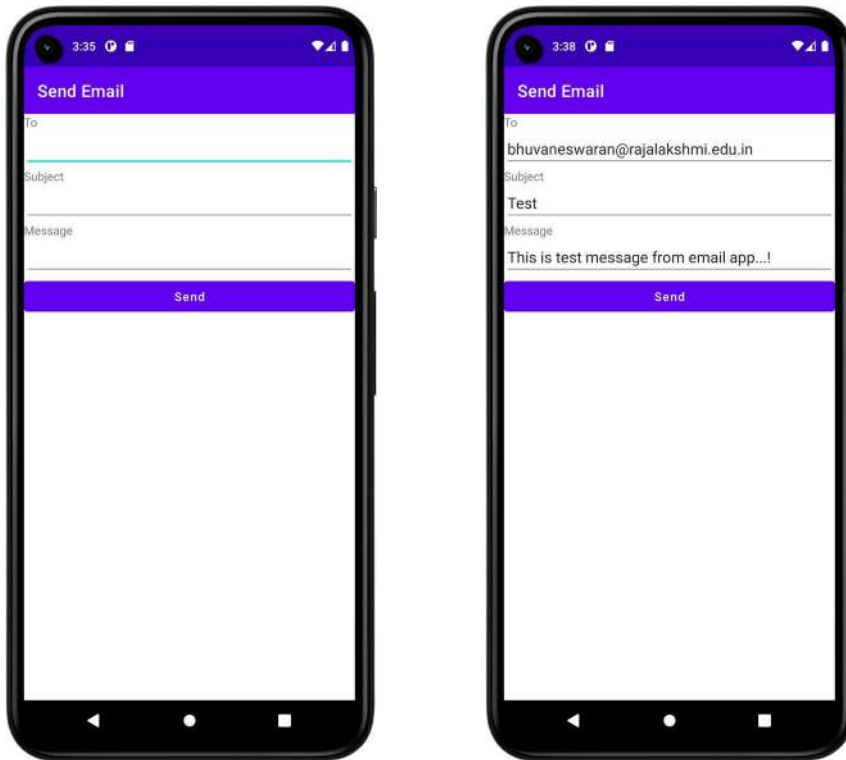 3:35
Send Email
To
Subject
Message
Send
3:38
Send Email
To
bhuvaneswaran@rajalakshmi.edu.in
Subject
Test
Message
This is test message from email app...!
Send